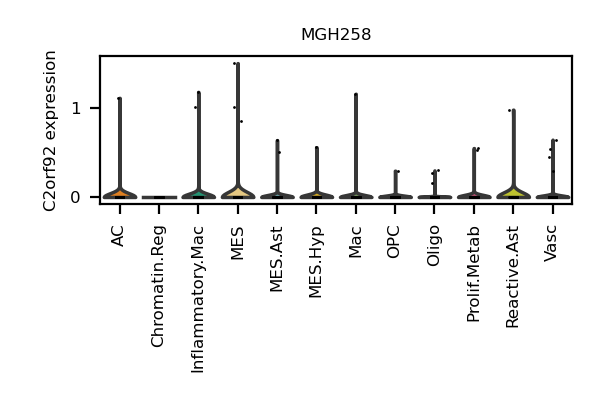 MGH258
C2orf92 expression
1
0
AC
Chromatin.Reg
Inflammatory.Mac
MES
MES.Ast
MES.Hyp
Mac
OPC
Oligo
Prolif.Metab
Reactive.Ast
Vasc